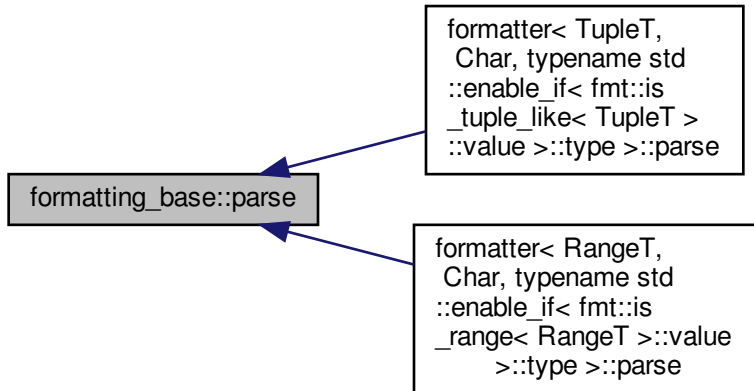 formatting_base::parse
formatter< TupleT,
Char, typename std
::enable_if< fmt::is
_tuple_like< TupleT >
::value >::type >::parse
formatter< RangeT,
Char, typename std
::enable_if< fmt::is
_range< RangeT >::value
>::type >::parse